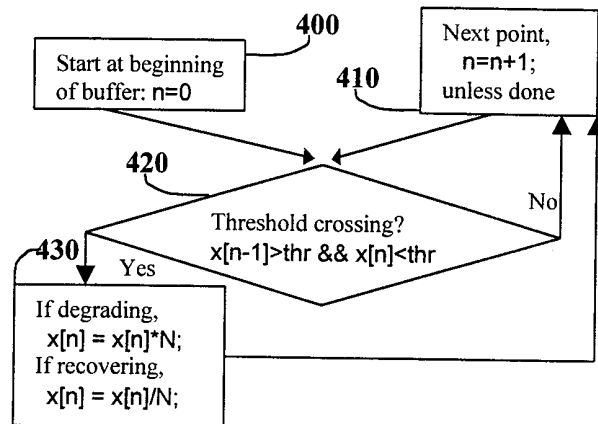 400
Start at beginning
of buffer: n=0
Next point,
n=n+1;
unless done
410
420
Threshold crossing?
x[n-1]>thr && x[n]<thr
No
430
Yes
If degrading,
x[n] = x[n]*N;
If recovering,
x[n] = x[n]/N;